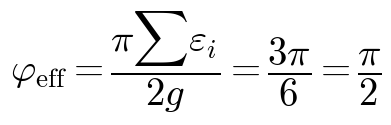 φ_eff = π∑ε_i / 2g = 3π / 6 = π / 2